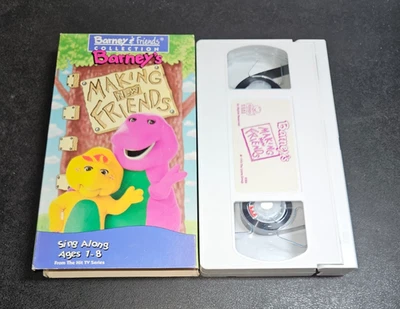 Barney & Friends™
COLLECTION
Barney's
MAKING
NEW
FRIENDS
Sing Along
Ages 1-8
From The Hit TV Series
Barney's
MAKING
NEW
FRIENDS